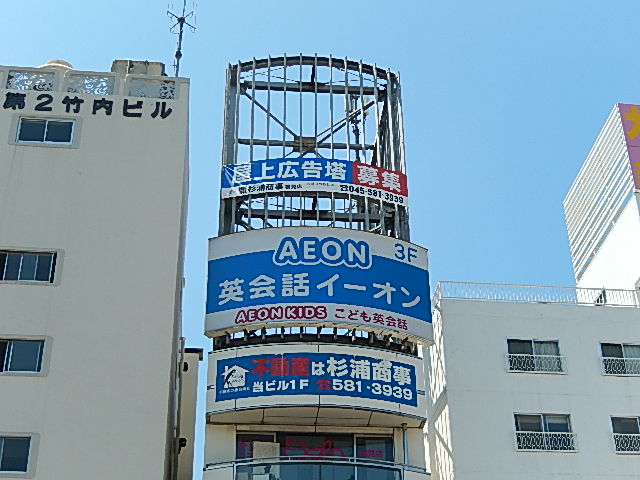 第2竹内ビル
屋上広告塔 募集
杉浦商事 ☎045-581-3939
AEON 3F
英会話イーオン
AEON KIDS こども英会話
不動産は杉浦商事
当ビル1F ☎581-3939